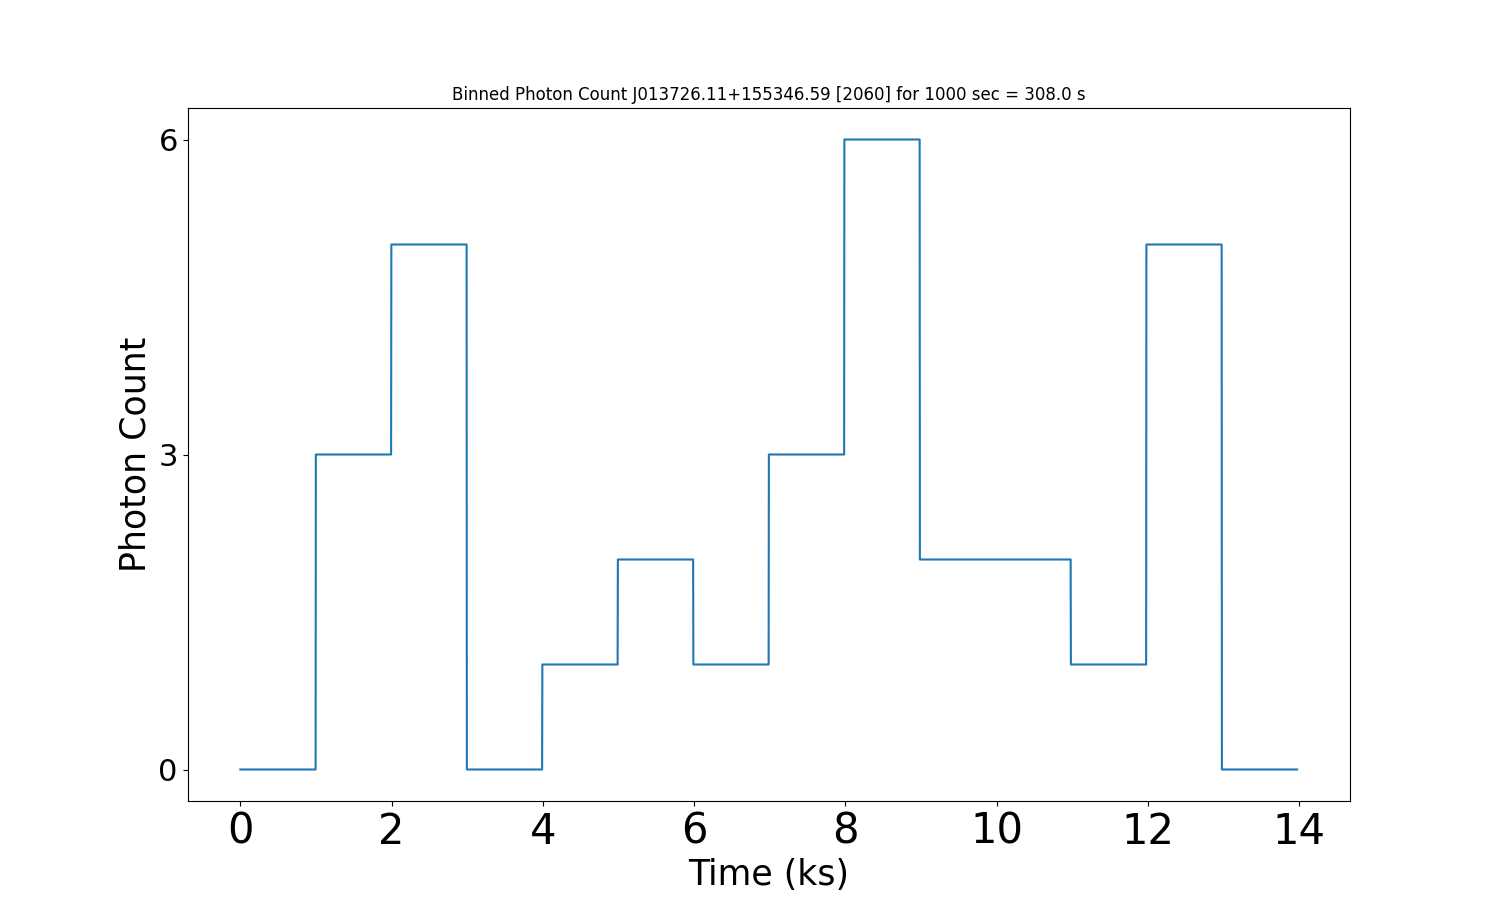 Binned Photon Count J013726.11+155346.59 [2060] for 1000 sec = 308.0 s
6
3
0
Photon Count
0 2 4 6 8 10 12 14
Time (ks)